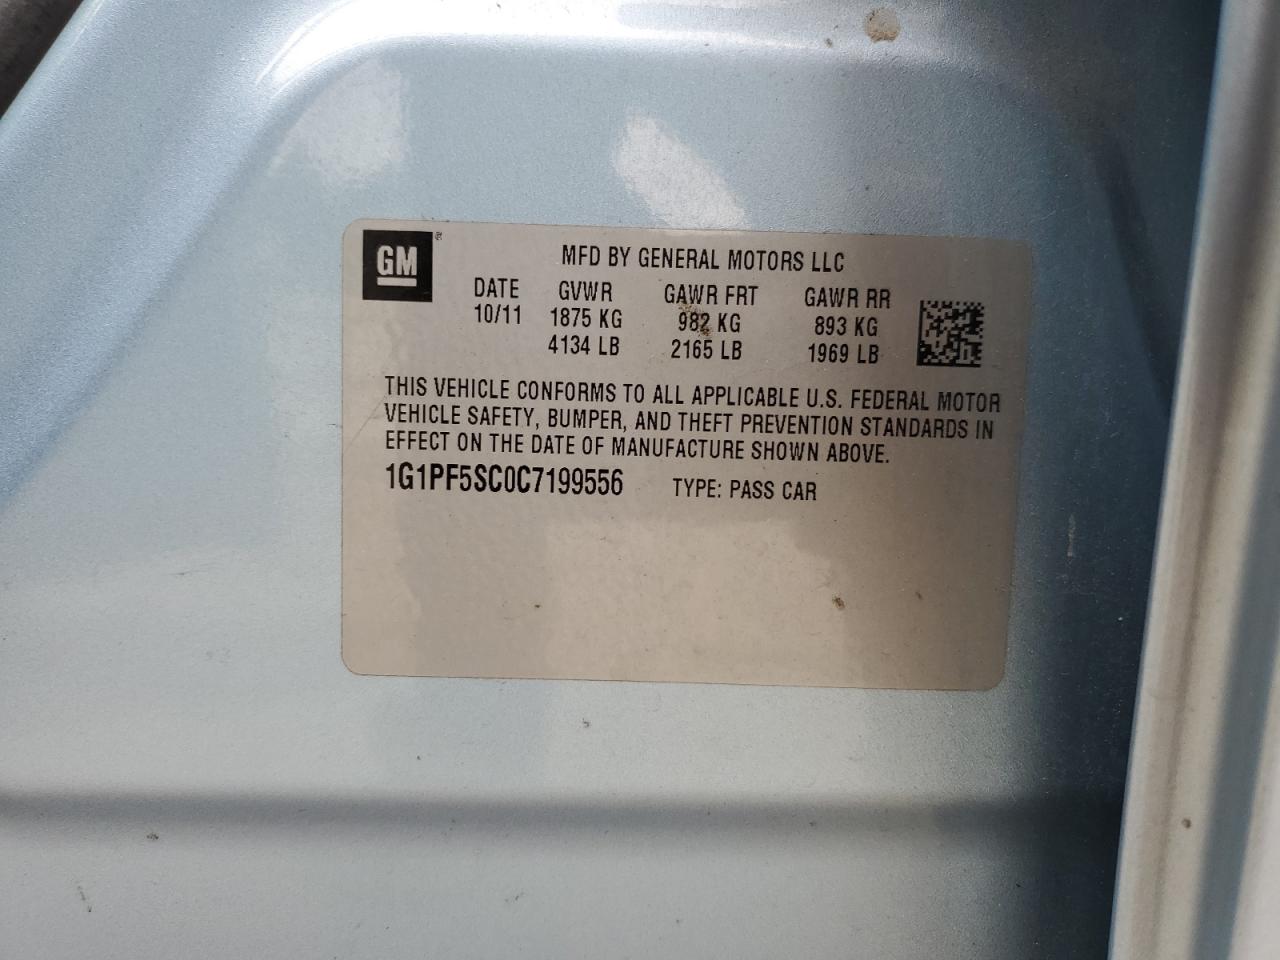 GM®
MFD BY GENERAL MOTORS LLC
DATE GVWR GAWR FRT GAWR RR
10/11 1875 KG 982 KG 893 KG
4134 LB 2165 LB 1969 LB
THIS VEHICLE CONFORMS TO ALL APPLICABLE U.S. FEDERAL MOTOR
VEHICLE SAFETY, BUMPER, AND THEFT PREVENTION STANDARDS IN
EFFECT ON THE DATE OF MANUFACTURE SHOWN ABOVE.
1G1PF5SC0C7199556 TYPE: PASS CAR